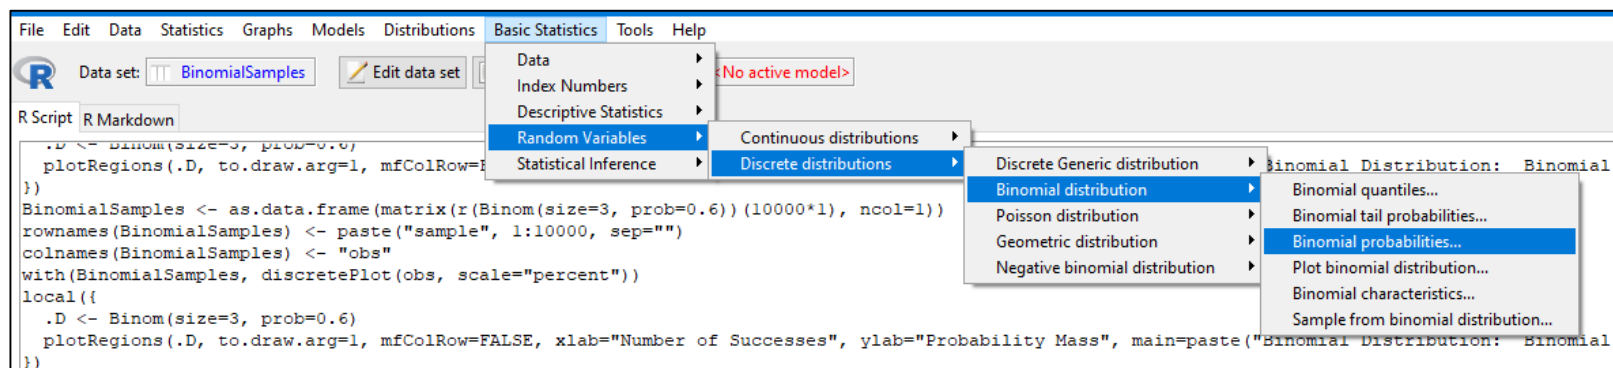 File Edit Data Statistics Graphs Models Distributions Basic Statistics Tools Help
R Data set: BinomialSamples Edit data set <No active model>
Data
Index Numbers
Descriptive Statistics
Random Variables
Statistical Inference
Continuous distributions
Discrete distributions
Discrete Generic distribution
Binomial distribution
Poisson distribution
Geometric distribution
Negative binomial distribution
Binomial quantiles...
Binomial tail probabilities...
Binomial probabilities...
Plot binomial distribution...
Binomial characteristics...
Sample from binomial distribution...
R Script R Markdown
.D <- Binom(size=3, prob=0.6)
plotRegions(.D, to.draw.arg=1, mfColRow= Binomial Distribution: Binomial
})
BinomialSamples <- as.data.frame(matrix(r(Binom(size=3, prob=0.6))(10000*1), ncol=1))
rownames(BinomialSamples) <- paste("sample", 1:10000, sep="")
colnames(BinomialSamples) <- "obs"
with(BinomialSamples, discretePlot(obs, scale="percent"))
local({
.D <- Binom(size=3, prob=0.6)
plotRegions(.D, to.draw.arg=1, mfColRow=FALSE, xlab="Number of Successes", ylab="Probability Mass", main=paste("Binomial Distribution: Binomial
})